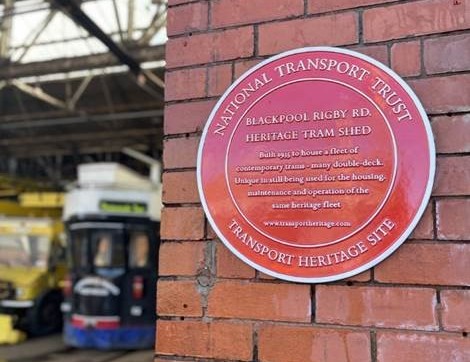 NATIONAL TRANSPORT TRUST
BLACKPOOL RIGBY RD.
HERITAGE TRAM SHED
Built 1935 to house a fleet of
contemporary trams - many double-deck.
Unique in still being used for the housing,
maintenance and operation of the
same heritage fleet
www.transportheritage.com
TRANSPORT HERITAGE SITE